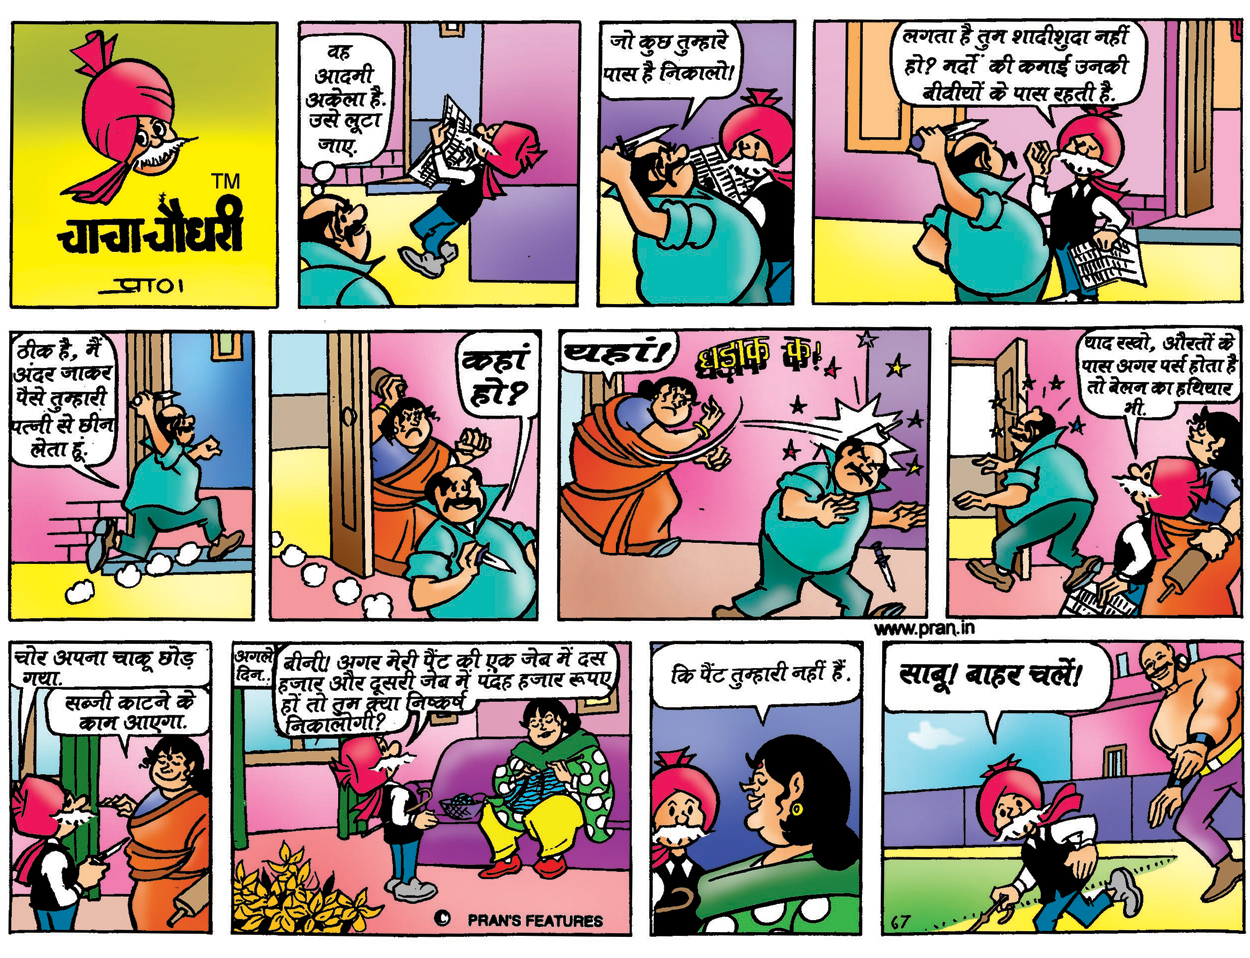 TM
चाचा चौधरी
प्राण
वह
आदमी
अकेला है.
उसे लूटा
जाए.
जो कुछ तुम्हारे
पास है निकालो!
लगता है तुम शादीशुदा नहीं
हो? मर्दों की कमाई उनकी
बीवीयों के पास रहती है.
ठीक है, मैं
अंदर जाकर
पैसे तुम्हारी
पत्नी से छीन
लेता हूं.
कहां
हो?
यहां!
धड़ाक क!
याद रखो, औरतों के
पास अगर पर्स होता है
तो बेलन का हथियार
भी.
www.pran.in
चोर अपना चाकू छोड़
गया.
सब्जी काटने के
काम आएगा.
अगले
दिन..
बीनी! अगर मेरी पैंट की एक जेब में दस
हजार और दूसरी जेब में पंद्रह हजार रूपए
हों तो तुम क्या निष्कर्ष
निकालोगी?
© PRAN'S FEATURES
कि पैंट तुम्हारी नहीं हैं.
साबू! बाहर चलें!
67